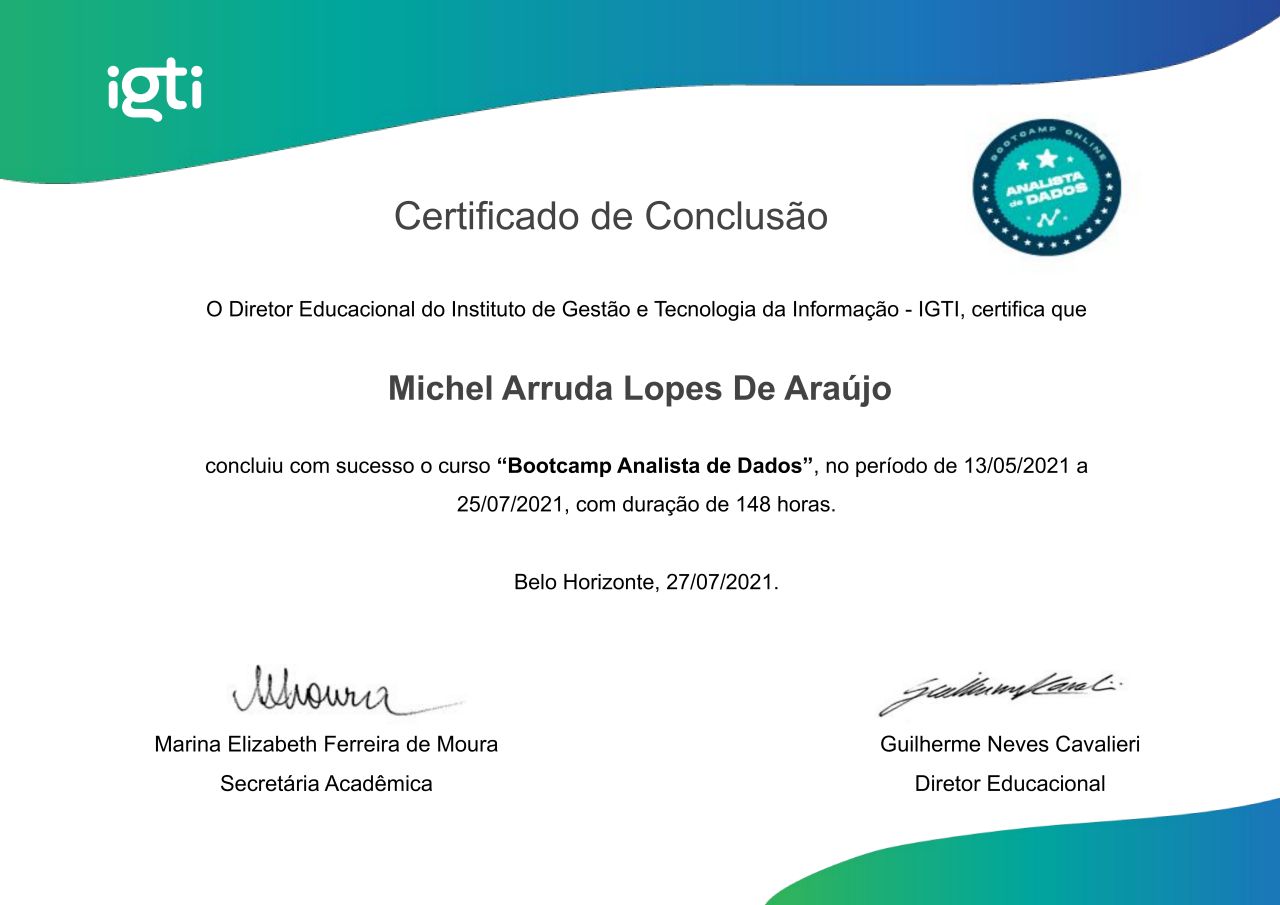 igti
BOOTCAMP ONLINE
ANALISTA
de DADOS
Certificado de Conclusão
O Diretor Educacional do Instituto de Gestão e Tecnologia da Informação - IGTI, certifica que
Michel Arruda Lopes De Araújo
concluiu com sucesso o curso “Bootcamp Analista de Dados”, no período de 13/05/2021 a
25/07/2021, com duração de 148 horas.
Belo Horizonte, 27/07/2021.
Marina Elizabeth Ferreira de Moura
Secretária Acadêmica
Guilherme Neves Cavalieri
Diretor Educacional